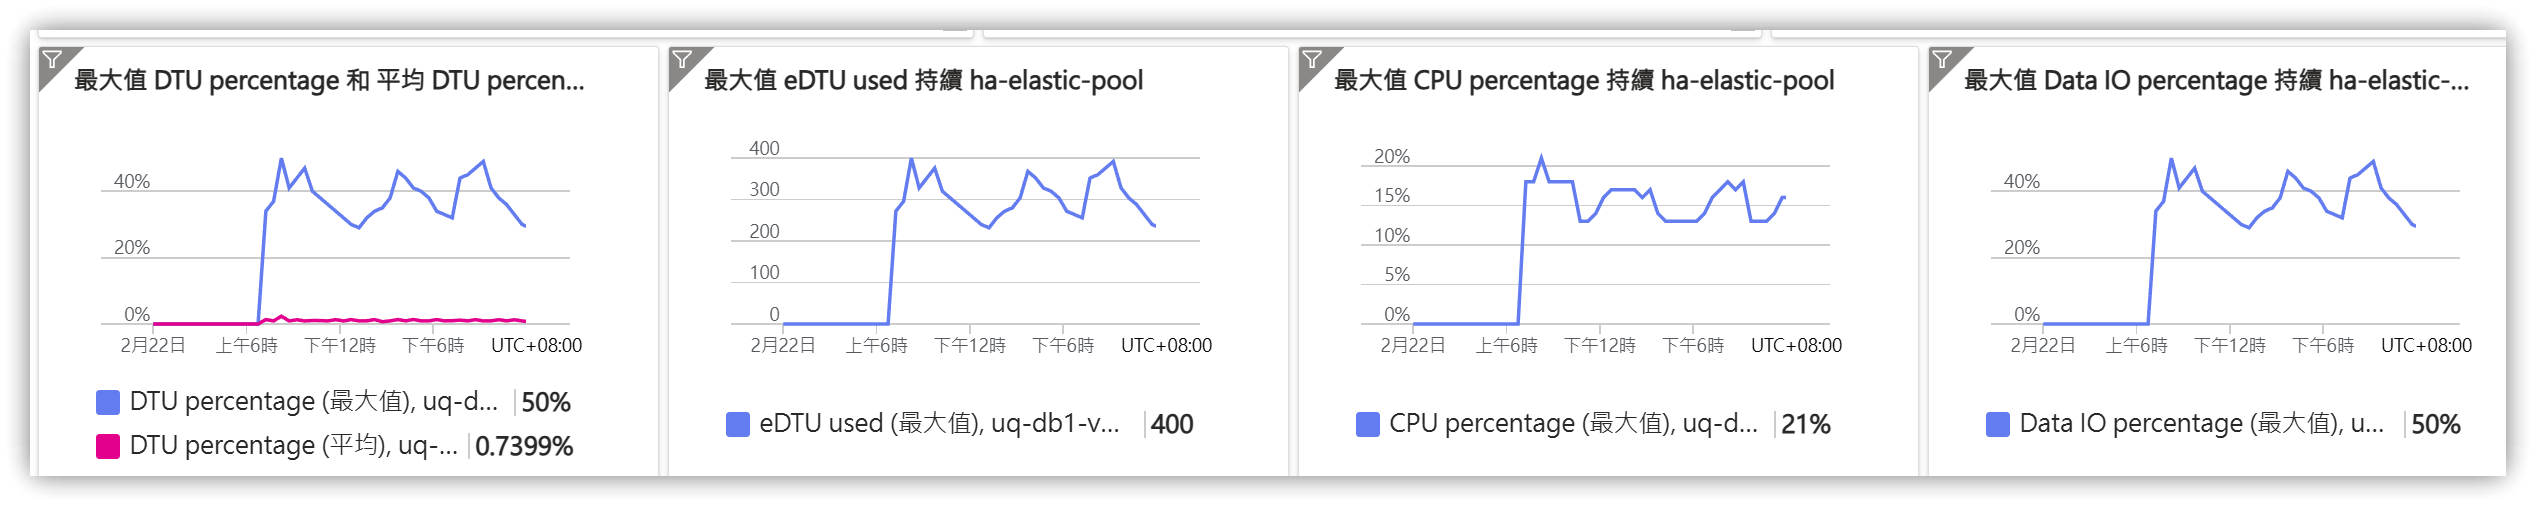 最大值 DTU percentage 和 平均 DTU percen...
40%
20%
0%
2月22日 上午6時 下午12時 下午6時 UTC+08:00
DTU percentage (最大值), uq-d... 50%
DTU percentage (平均), uq-... 0.7399%
最大值 eDTU used 持續 ha-elastic-pool
400
300
200
100
0
2月22日 上午6時 下午12時 下午6時 UTC+08:00
eDTU used (最大值), uq-db1-v... 400
最大值 CPU percentage 持續 ha-elastic-pool
20%
15%
10%
5%
0%
2月22日 上午6時 下午12時 下午6時 UTC+08:00
CPU percentage (最大值), uq-d... 21%
最大值 Data IO percentage 持續 ha-elastic-...
40%
20%
0%
2月22日 上午6時 下午12時 下午6時 UTC+08:00
Data IO percentage (最大值), u... 50%